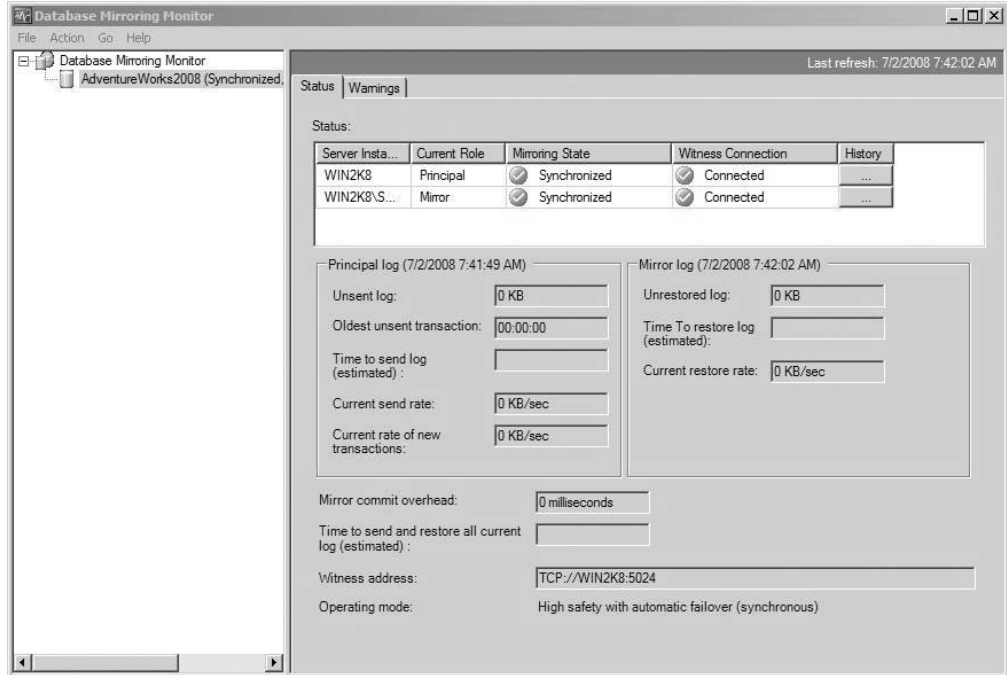 Database Mirroring Monitor
File Action Go Help
Database Mirroring Monitor
AdventureWorks2008 (Synchronized,
Last refresh: 7/2/2008 7:42:02 AM
Status Warnings
Status:
Server Insta... Current Role Mirroring State Witness Connection History
WIN2K8 Principal Synchronized Connected ...
WIN2K8\S... Mirror Synchronized Connected ...
Principal log (7/2/2008 7:41:49 AM)
Unsent log: 0 KB
Oldest unsent transaction: 00:00:00
Time to send log
(estimated) :
Current send rate: 0 KB/sec
Current rate of new
transactions: 0 KB/sec
Mirror log (7/2/2008 7:42:02 AM)
Unrestored log: 0 KB
Time To restore log
(estimated):
Current restore rate: 0 KB/sec
Mirror commit overhead: 0 milliseconds
Time to send and restore all current
log (estimated) :
Witness address: TCP://WIN2K8:5024
Operating mode: High safety with automatic failover (synchronous)